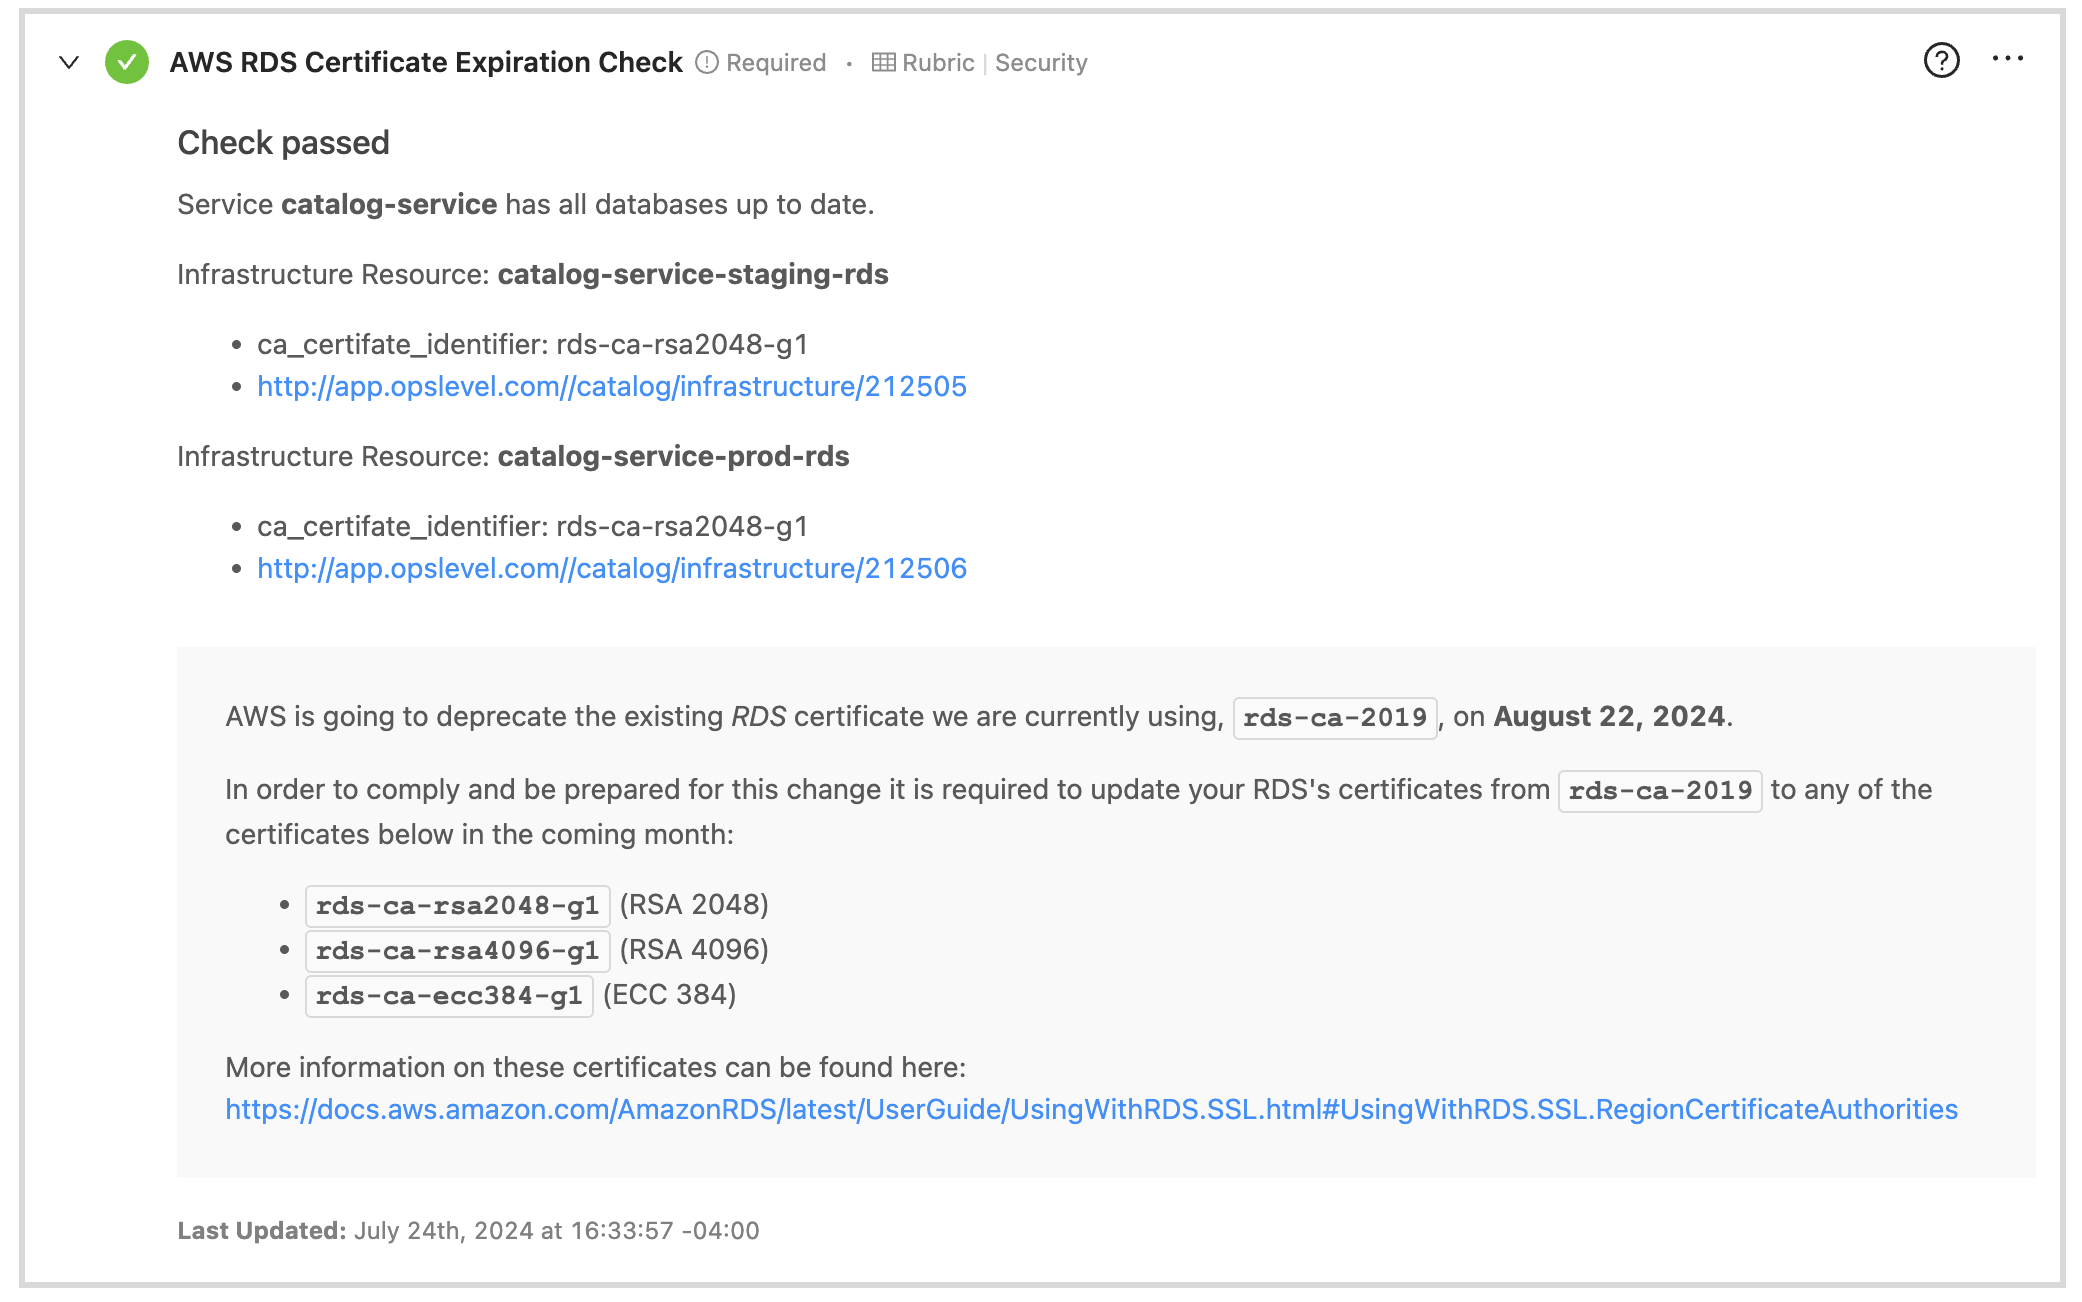 AWS RDS Certificate Expiration Check Required · Rubric | Security
Check passed
Service catalog-service has all databases up to date.
Infrastructure Resource: catalog-service-staging-rds
• ca_certifate_identifier: rds-ca-rsa2048-g1
• http://app.opslevel.com//catalog/infrastructure/212505
Infrastructure Resource: catalog-service-prod-rds
• ca_certifate_identifier: rds-ca-rsa2048-g1
• http://app.opslevel.com//catalog/infrastructure/212506
AWS is going to deprecate the existing RDS certificate we are currently using, rds-ca-2019, on August 22, 2024.
In order to comply and be prepared for this change it is required to update your RDS's certificates from rds-ca-2019 to any of the
certificates below in the coming month:
• rds-ca-rsa2048-g1 (RSA 2048)
• rds-ca-rsa4096-g1 (RSA 4096)
• rds-ca-ecc384-g1 (ECC 384)
More information on these certificates can be found here:
https://docs.aws.amazon.com/AmazonRDS/latest/UserGuide/UsingWithRDS.SSL.html#UsingWithRDS.SSL.RegionCertificateAuthorities
Last Updated: July 24th, 2024 at 16:33:57 -04:00